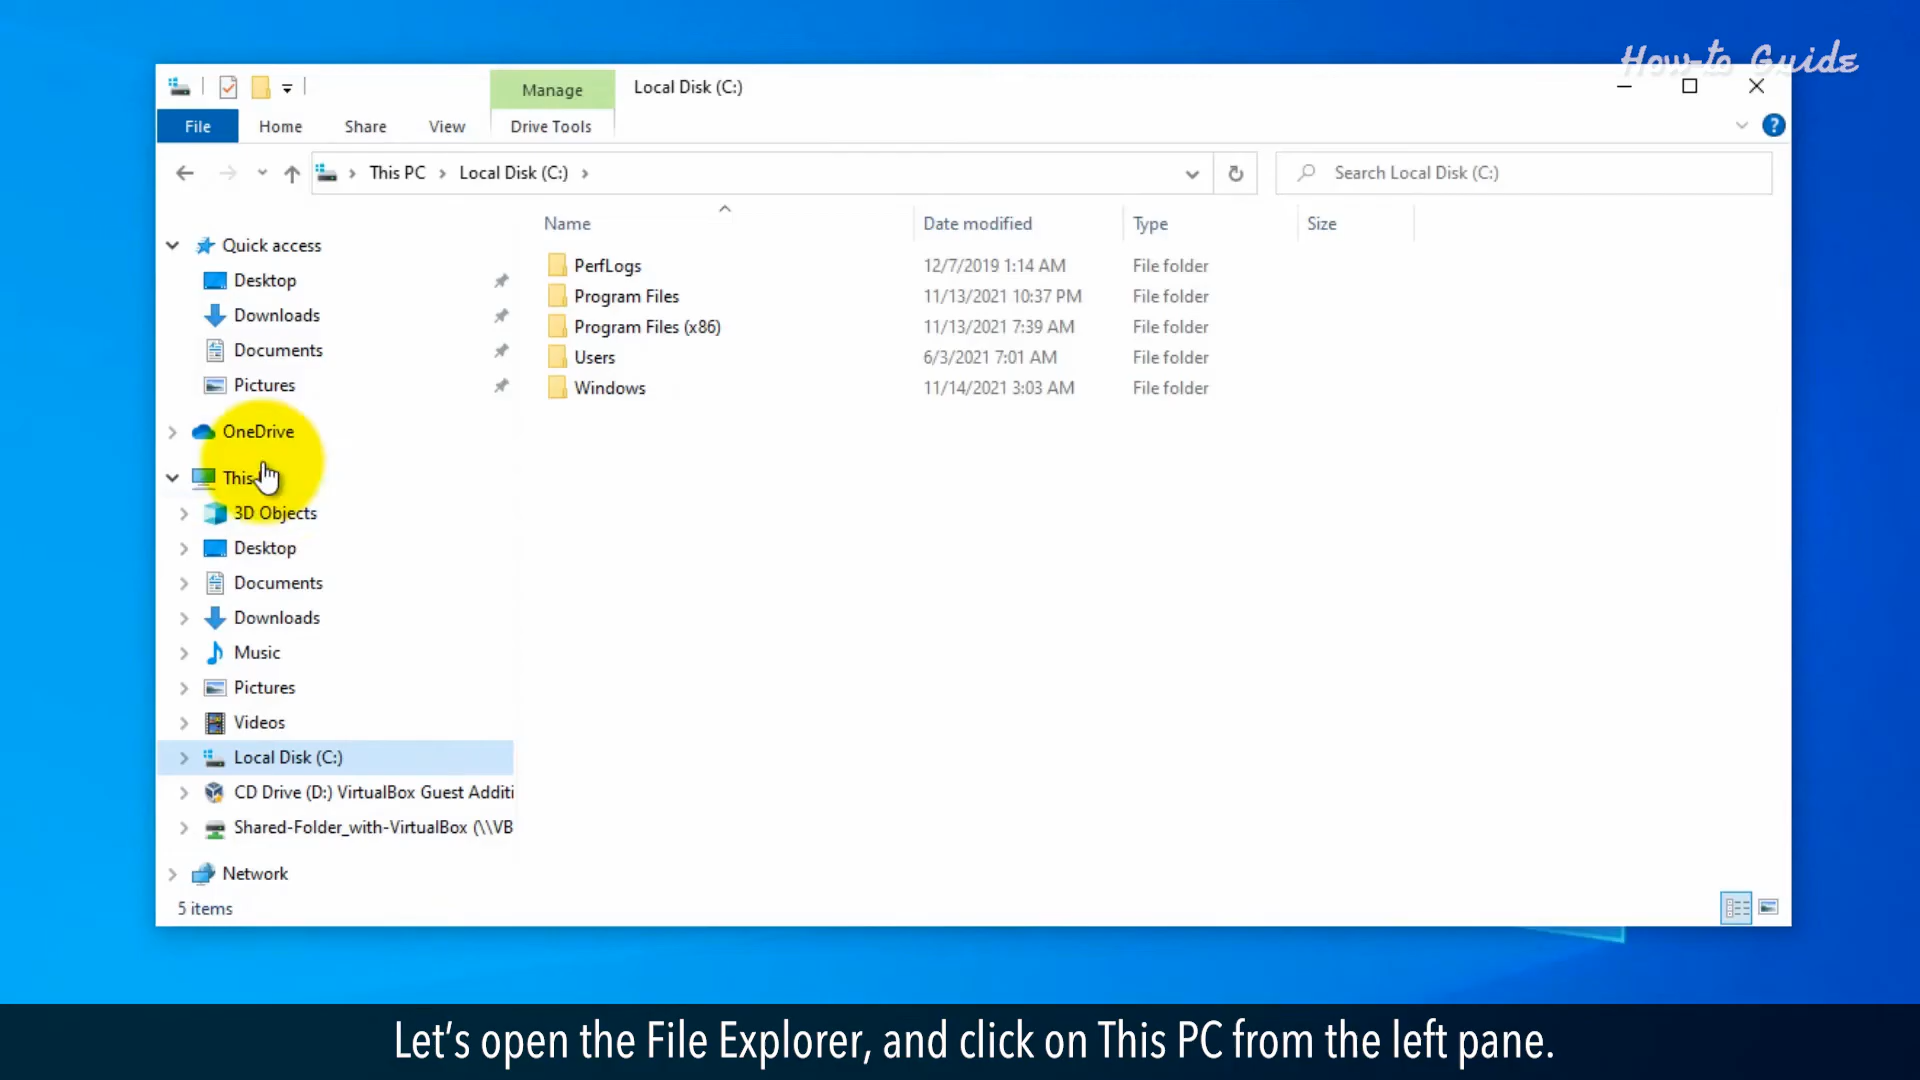 How-to Guide
Manage
Local Disk (C:)
File
Home
Share
View
Drive Tools
This PC
Local Disk (C:)
Search Local Disk (C:)
Name
Date modified
Type
Size
Quick access
Desktop
Downloads
Documents
Pictures
OneDrive
This
3D Objects
Desktop
Documents
Downloads
Music
Pictures
Videos
Local Disk (C:)
CD Drive (D:) VirtualBox Guest Additi
Shared-Folder_with-VirtualBox (\\VB
Network
PerfLogs 12/7/2019 1:14 AM File folder
Program Files 11/13/2021 10:37 PM File folder
Program Files (x86) 11/13/2021 7:39 AM File folder
Users 6/3/2021 7:01 AM File folder
Windows 11/14/2021 3:03 AM File folder
5 items
Let's open the File Explorer, and click on This PC from the left pane.